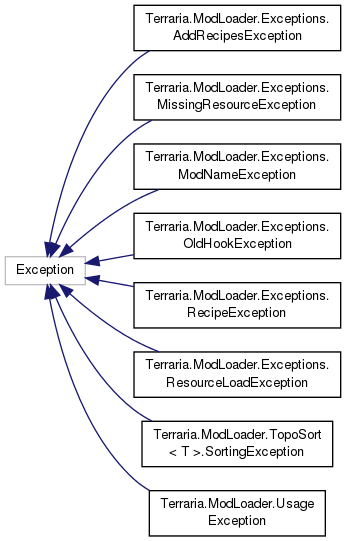 Terraria.ModLoader.Exceptions.
AddRecipesException
Terraria.ModLoader.Exceptions.
MissingResourceException
Terraria.ModLoader.Exceptions.
ModNameException
Terraria.ModLoader.Exceptions.
OldHookException
Exception
Terraria.ModLoader.Exceptions.
RecipeException
Terraria.ModLoader.Exceptions.
ResourceLoadException
Terraria.ModLoader.TopoSort
< T >.SortingException
Terraria.ModLoader.Usage
Exception